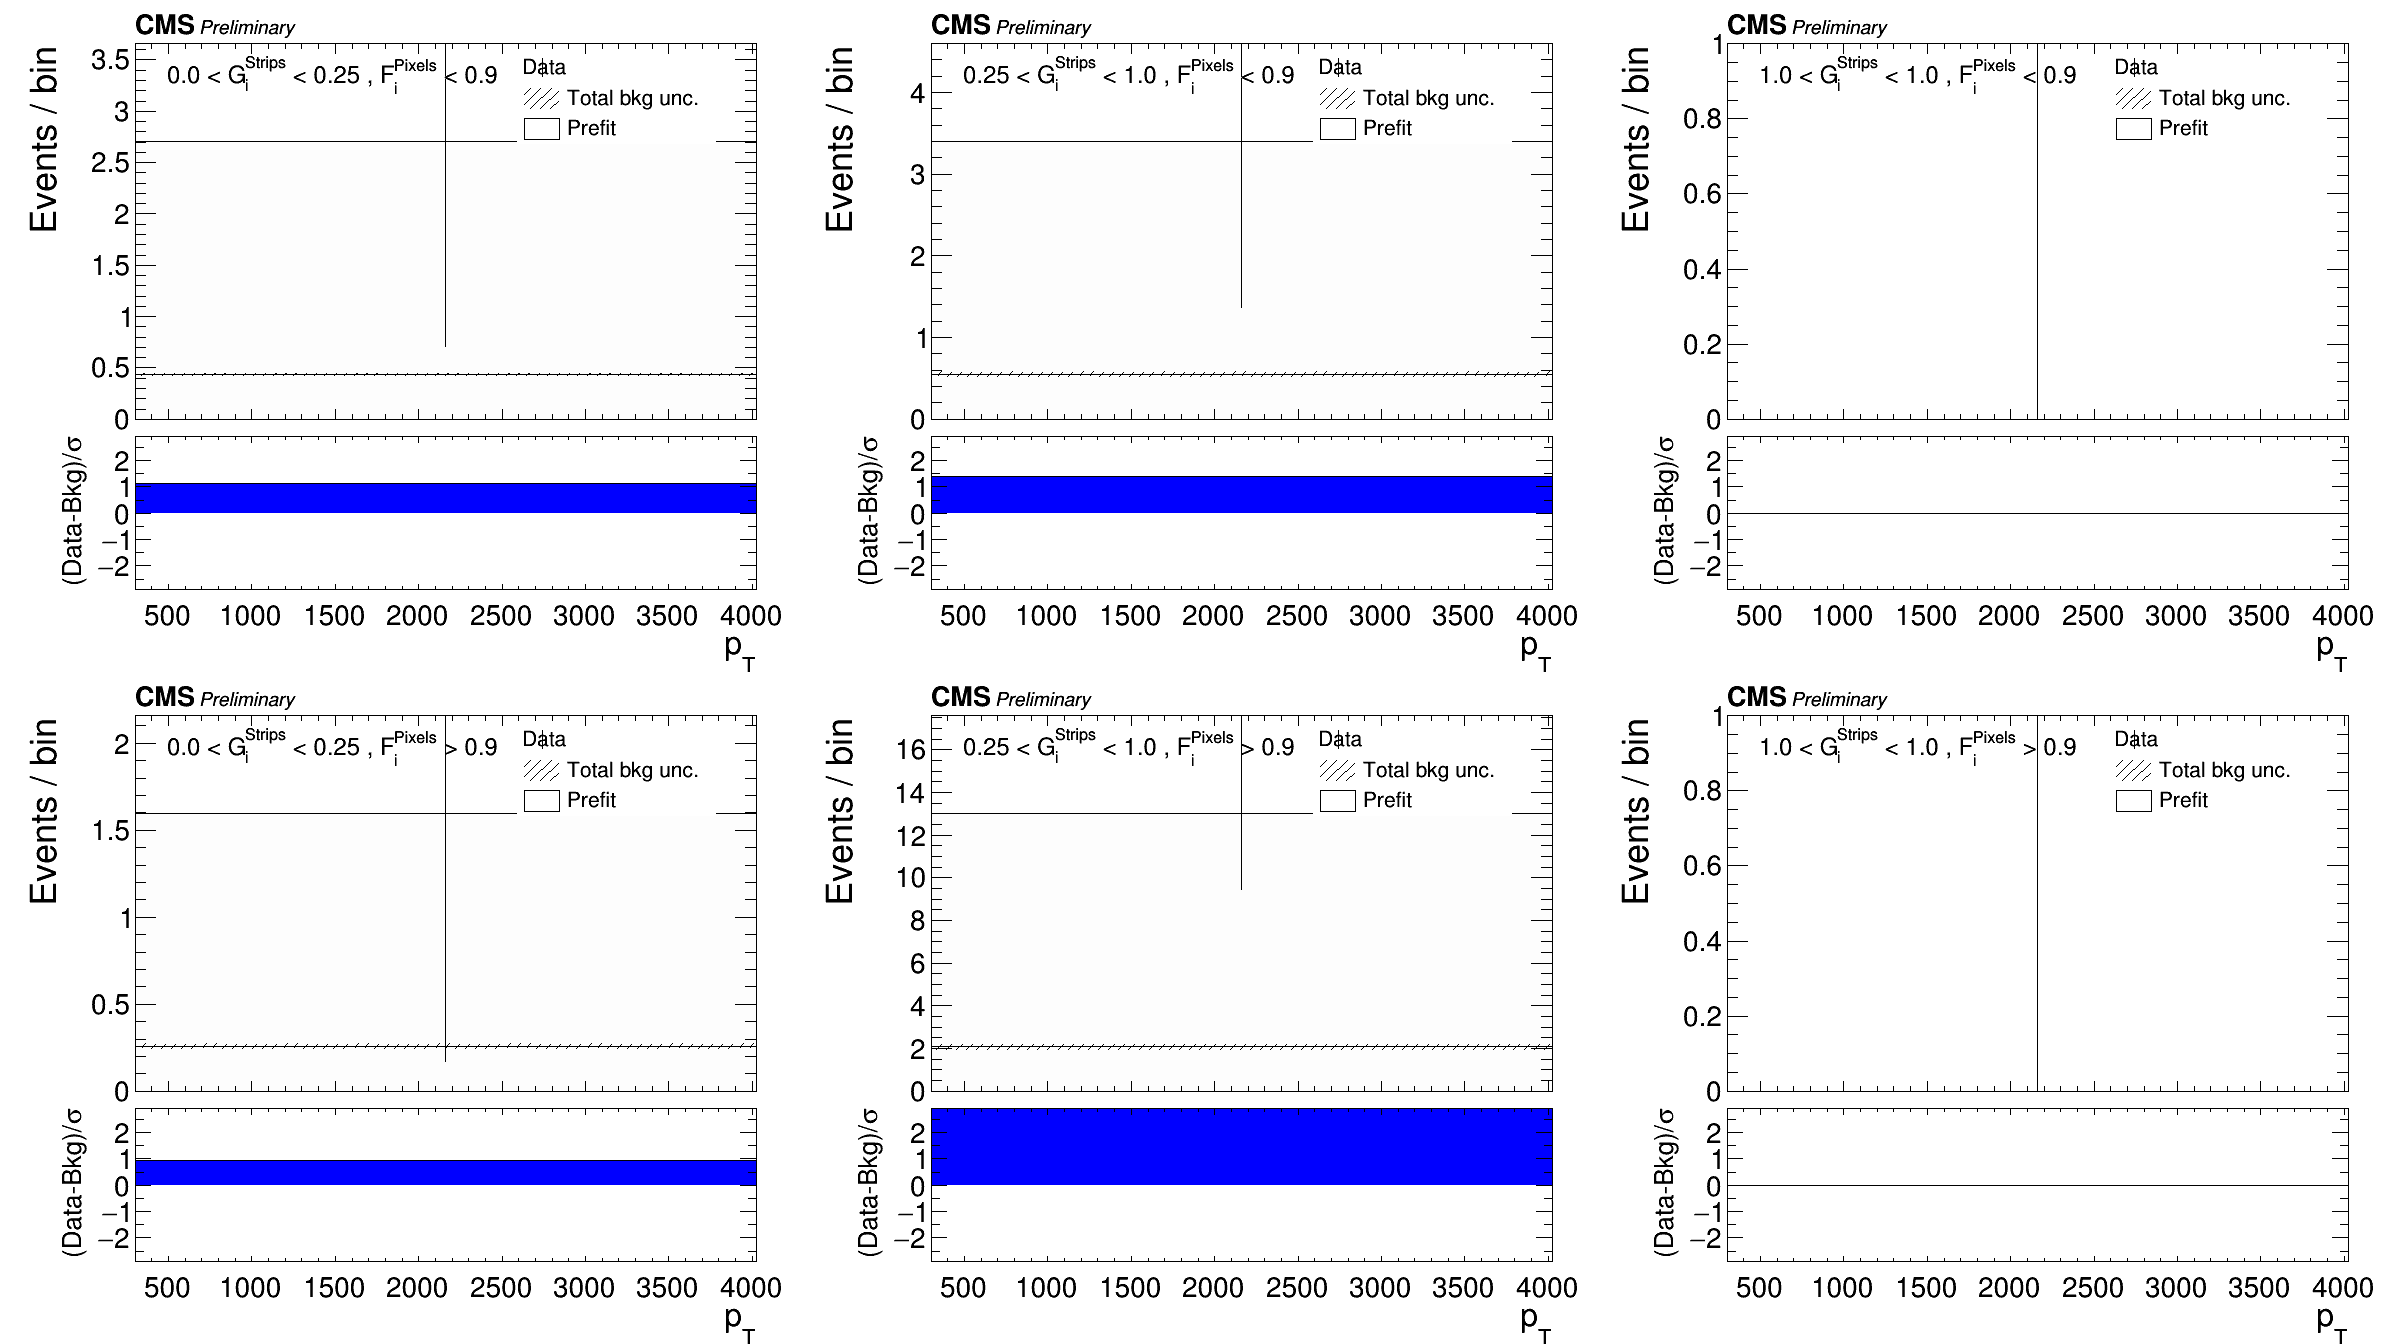 CMS Preliminary
Events / bin
0.0 < G_i^Strips < 0.25 , F_i^Pixels < 0.9
Data
Total bkg unc.
Prefit
3.5
3
2.5
2
1.5
1
0.5
0
(Data-Bkg)/σ
2
1
0
−1
−2
500 1000 1500 2000 2500 3000 3500 4000
p_T
CMS Preliminary
Events / bin
0.25 < G_i^Strips < 1.0 , F_i^Pixels < 0.9
Data
Total bkg unc.
Prefit
4
3
2
1
0
(Data-Bkg)/σ
2
1
0
−1
−2
500 1000 1500 2000 2500 3000 3500 4000
p_T
CMS Preliminary
Events / bin
1.0 < G_i^Strips < 1.0 , F_i^Pixels < 0.9
Data
Total bkg unc.
Prefit
1
0.8
0.6
0.4
0.2
0
(Data-Bkg)/σ
2
1
0
−1
−2
500 1000 1500 2000 2500 3000 3500 4000
p_T
CMS Preliminary
Events / bin
0.0 < G_i^Strips < 0.25 , F_i^Pixels > 0.9
Data
Total bkg unc.
Prefit
2
1.5
1
0.5
0
(Data-Bkg)/σ
2
1
0
−1
−2
500 1000 1500 2000 2500 3000 3500 4000
p_T
CMS Preliminary
Events / bin
0.25 < G_i^Strips < 1.0 , F_i^Pixels > 0.9
Data
Total bkg unc.
Prefit
16
14
12
10
8
6
4
2
0
(Data-Bkg)/σ
2
1
0
−1
−2
500 1000 1500 2000 2500 3000 3500 4000
p_T
CMS Preliminary
Events / bin
1.0 < G_i^Strips < 1.0 , F_i^Pixels > 0.9
Data
Total bkg unc.
Prefit
1
0.8
0.6
0.4
0.2
0
(Data-Bkg)/σ
2
1
0
−1
−2
500 1000 1500 2000 2500 3000 3500 4000
p_T